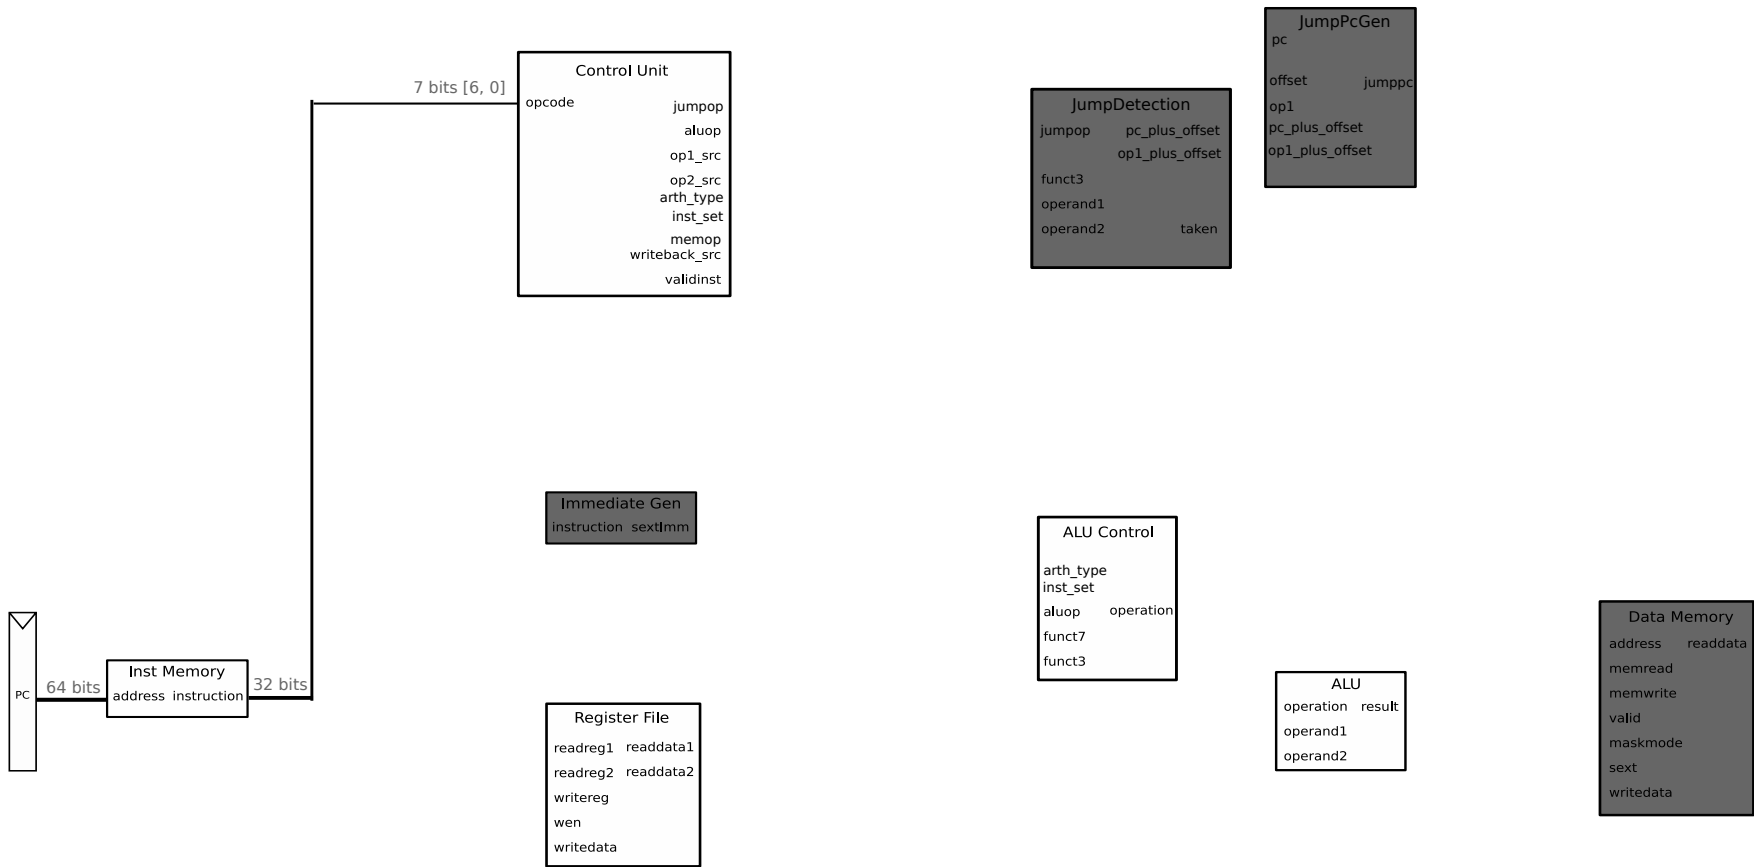 JumpPcGen
pc
offset jumppc
op1
pc_plus_offset
op1_plus_offset
Control Unit
7 bits [6, 0]
opcode
jumpop
aluop
op1_src
op2_src
arth_type
inst_set
memop
writeback_src
validinst
JumpDetection
jumpop pc_plus_offset
op1_plus_offset
funct3
operand1
operand2 taken
Immediate Gen
instruction sextImm
ALU Control
arth_type
inst_set
aluop operation
funct7
funct3
Data Memory
address readdata
memread
memwrite
valid
maskmode
sext
writedata
PC
64 bits
Inst Memory
address instruction
32 bits
ALU
operation result
operand1
operand2
Register File
readreg1 readdata1
readreg2 readdata2
writereg
wen
writedata